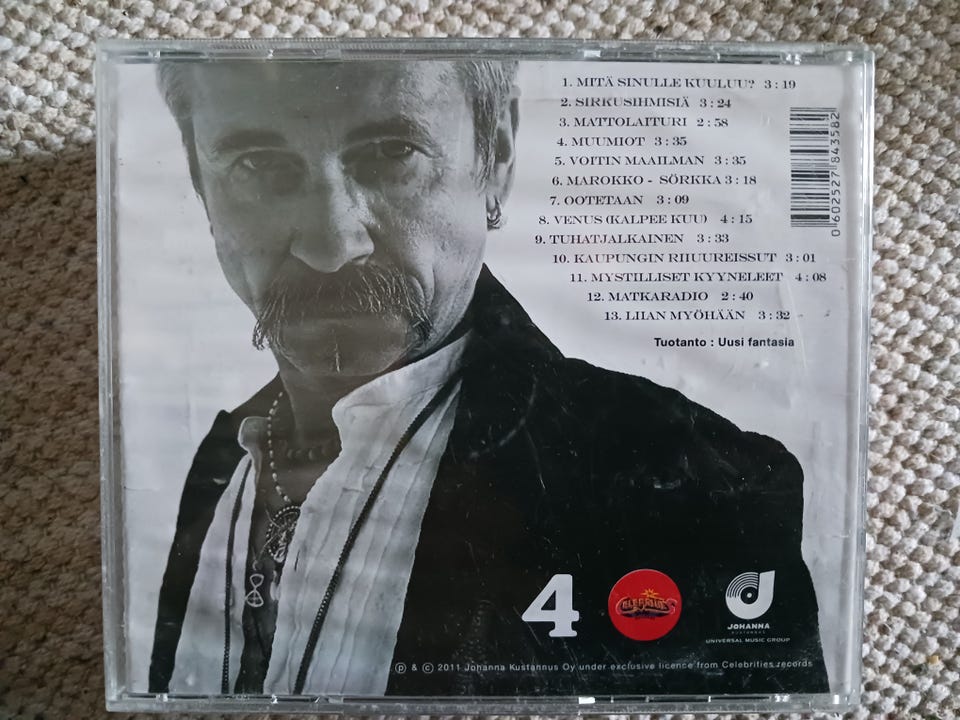 1. MITÄ SINULLE KUULUU? 3 : 19
2. SIRKUSIHMISIÄ 3 : 24
3. MATTOLAITURI 2 : 58
4. MUUMIOT 3 : 35
5. VOITIN MAAILMAN 3 : 35
6. MAROKKO - SÖRKKA 3 : 18
7. OOTETAAN 3 : 09
8. VENUS (KALPEE KUU) 4 : 15
9. TUHATJALKAINEN 3 : 33
10. KAUPUNGIN RIIUUREISSUT 3 : 01
11. MYSTILLISET KYYNELEET 4 : 08
12. MATKARADIO 2 : 40
13. LIIAN MYÖHÄÄN 3 : 32
Tuotanto : Uusi fantasia
0 602527 843582
4
JOHANNA
KUSTANNUS
UNIVERSAL MUSIC GROUP
℗ & © 2011 Johanna Kustannus Oy under exclusive licence from Celebrities records